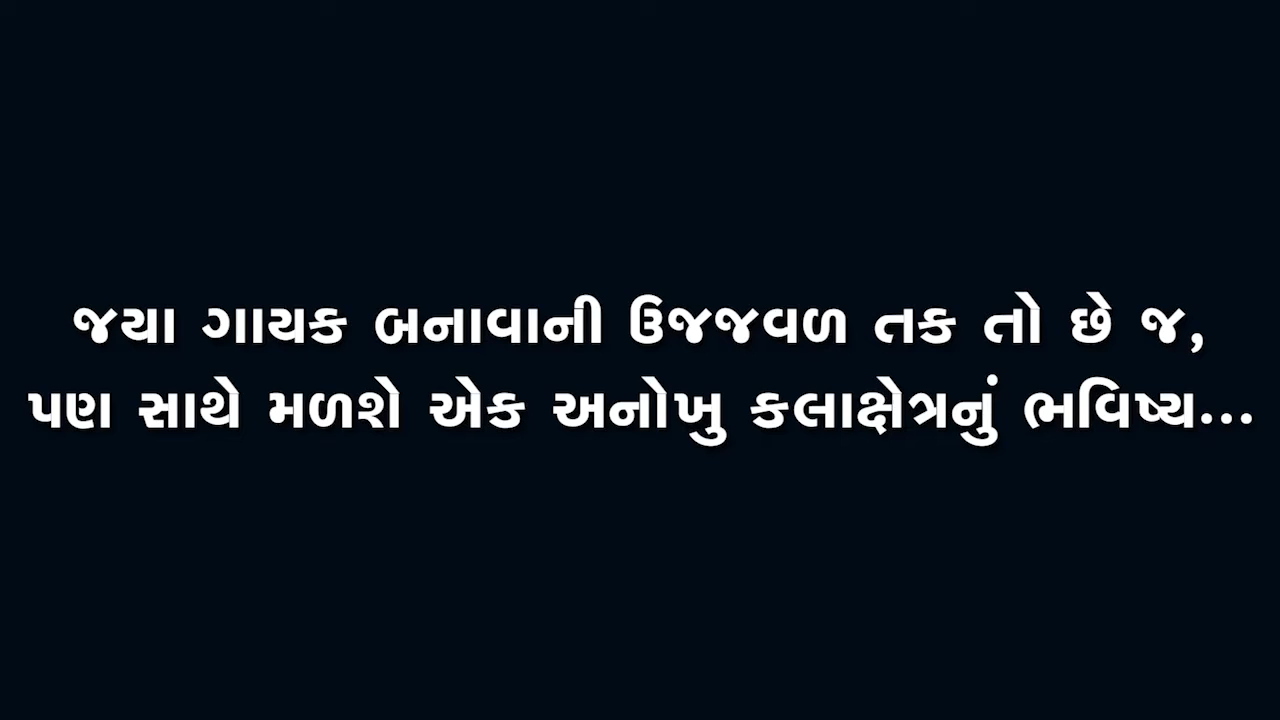 જયા ગાયક બનાવાની ઉજજવળ તક તો છે જ,
પણ સાથે મળશે એક અનોખુ કલાક્ષેત્રનું ભવિષ્ય...